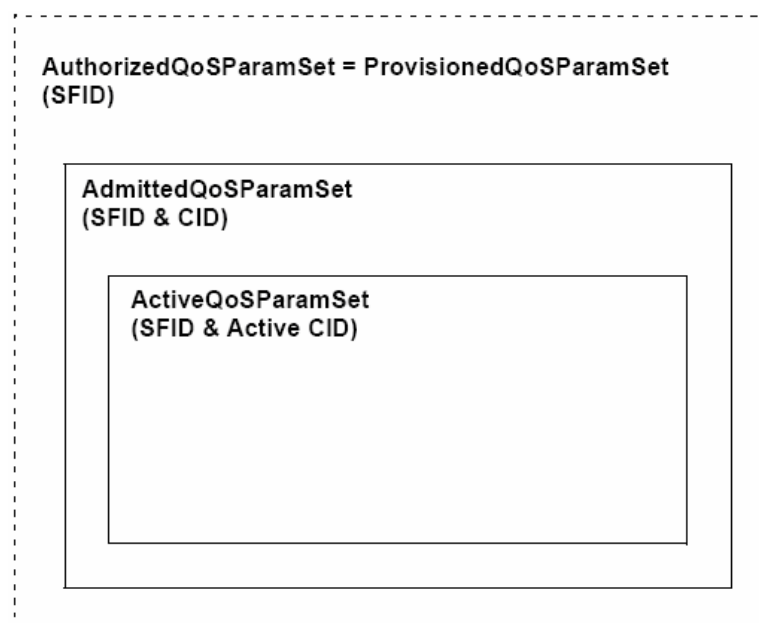 AuthorizedQoSParamSet = ProvisionedQoSParamSet
(SFID)
AdmittedQoSParamSet
(SFID & CID)
ActiveQoSParamSet
(SFID & Active CID)